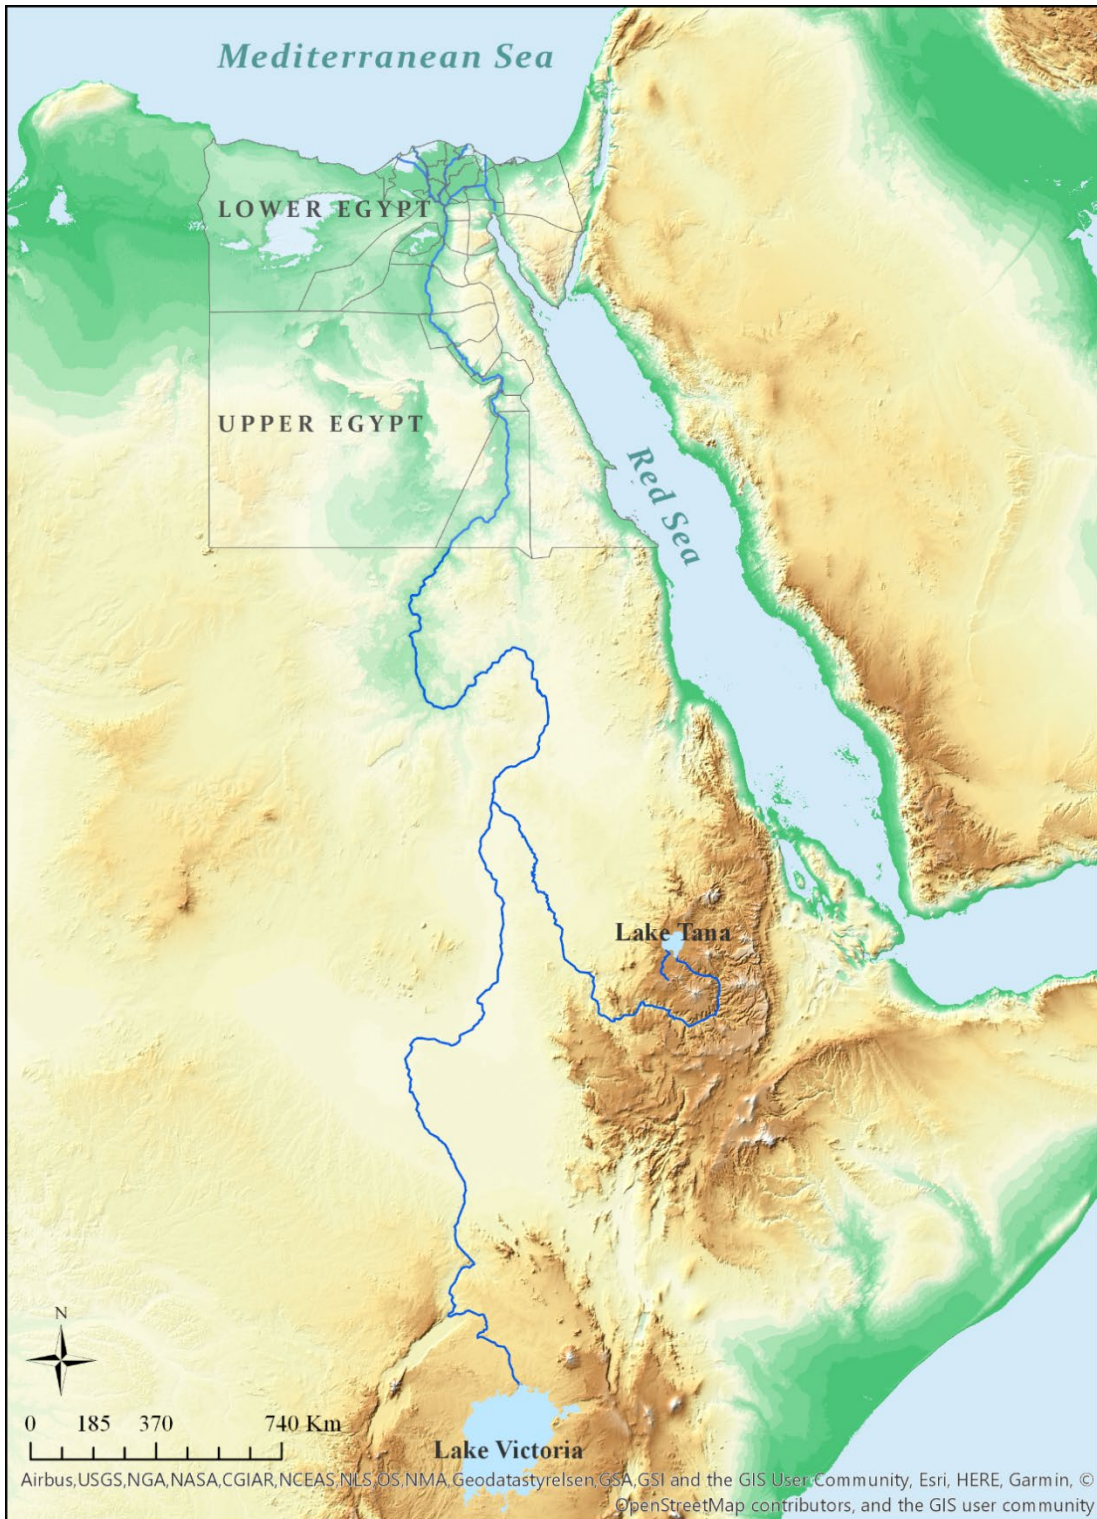 Mediterranean Sea
LOWER EGYPT
UPPER EGYPT
Red Sea
Lake Tana
N
0 185 370 740 Km
Lake Victoria
Airbus,USGS,NGA,NASA,CGIAR,NCEAS,NLS,OS,NMA,Geodatastyrelsen,GSA,GSI and the GIS User Community, Esri, HERE, Garmin, ©
OpenStreetMap contributors, and the GIS user community